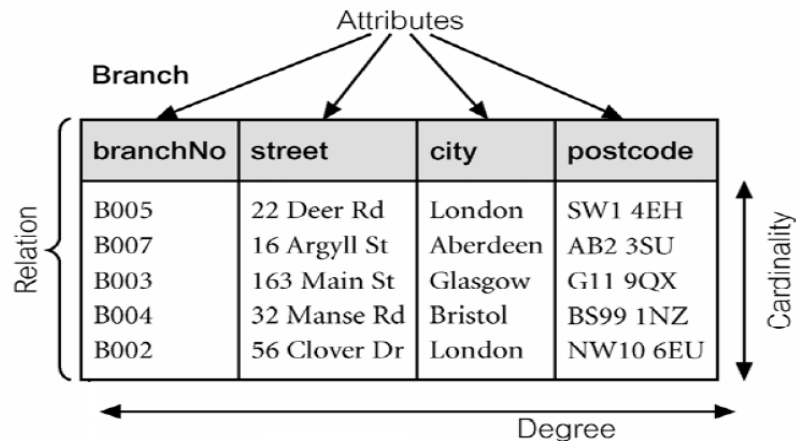 Attributes
Branch
branchNo street city postcode
B005 22 Deer Rd London SW1 4EH
B007 16 Argyll St Aberdeen AB2 3SU
B003 163 Main St Glasgow G11 9QX
B004 32 Manse Rd Bristol BS99 1NZ
B002 56 Clover Dr London NW10 6EU
Relation
Cardinality
Degree